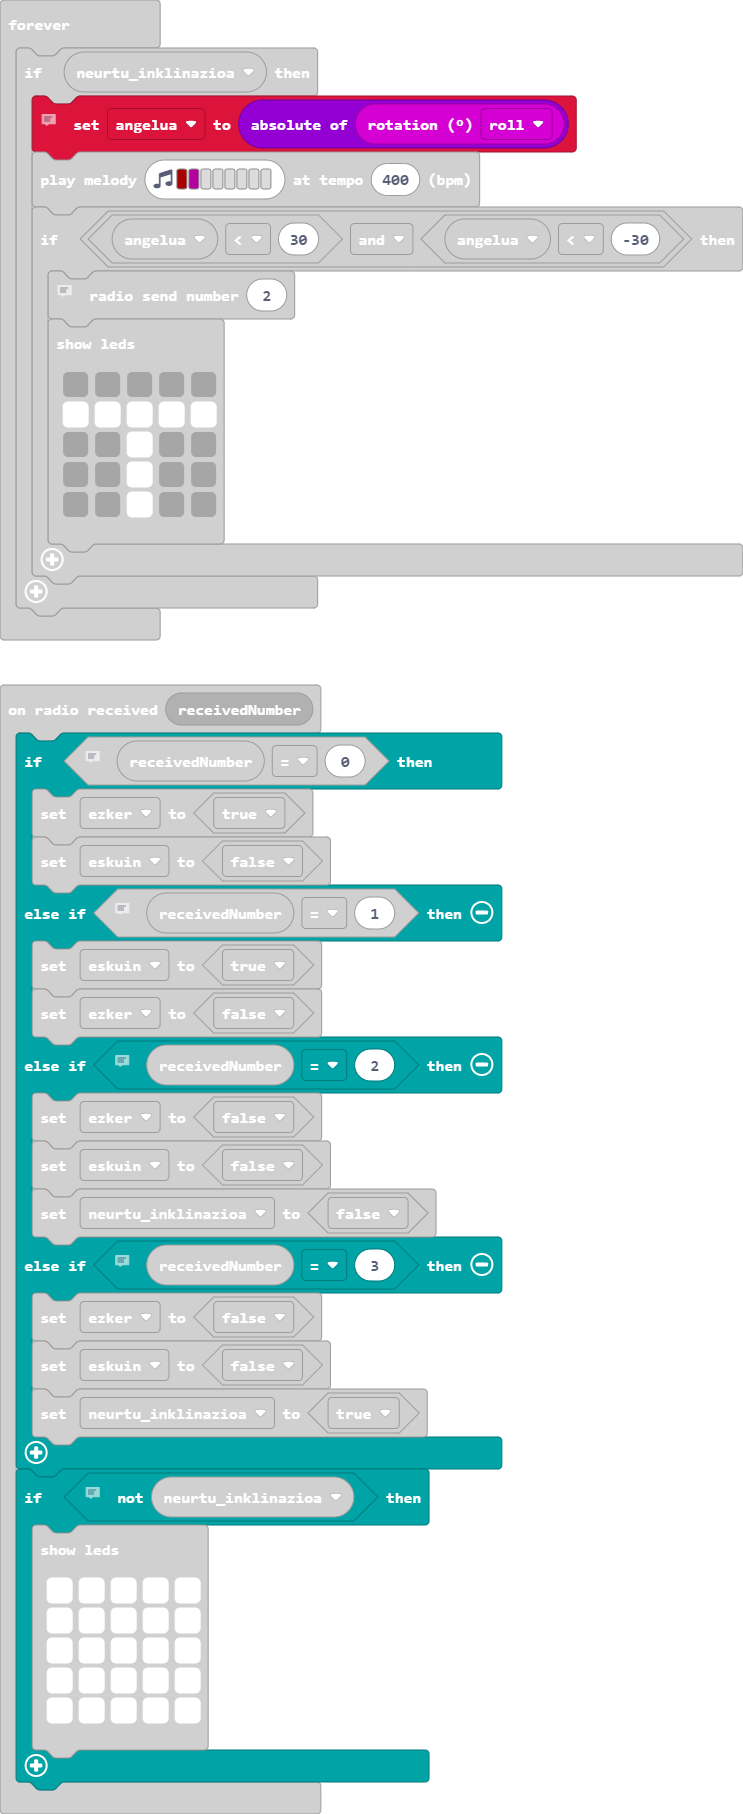 forever
if neurtu_inklinazioa then
set angelua to absolute of rotation (º) roll
play melody at tempo 400 (bpm)
if angelua < 30 and angelua < -30 then
radio send number 2
show leds
on radio received receivedNumber
if receivedNumber = 0 then
set ezker to true
set eskuin to false
else if receivedNumber = 1 then
set eskuin to true
set ezker to false
else if receivedNumber = 2 then
set ezker to false
set eskuin to false
set neurtu_inklinazioa to false
else if receivedNumber = 3 then
set ezker to false
set eskuin to false
set neurtu_inklinazioa to true
if not neurtu_inklinazioa then
show leds